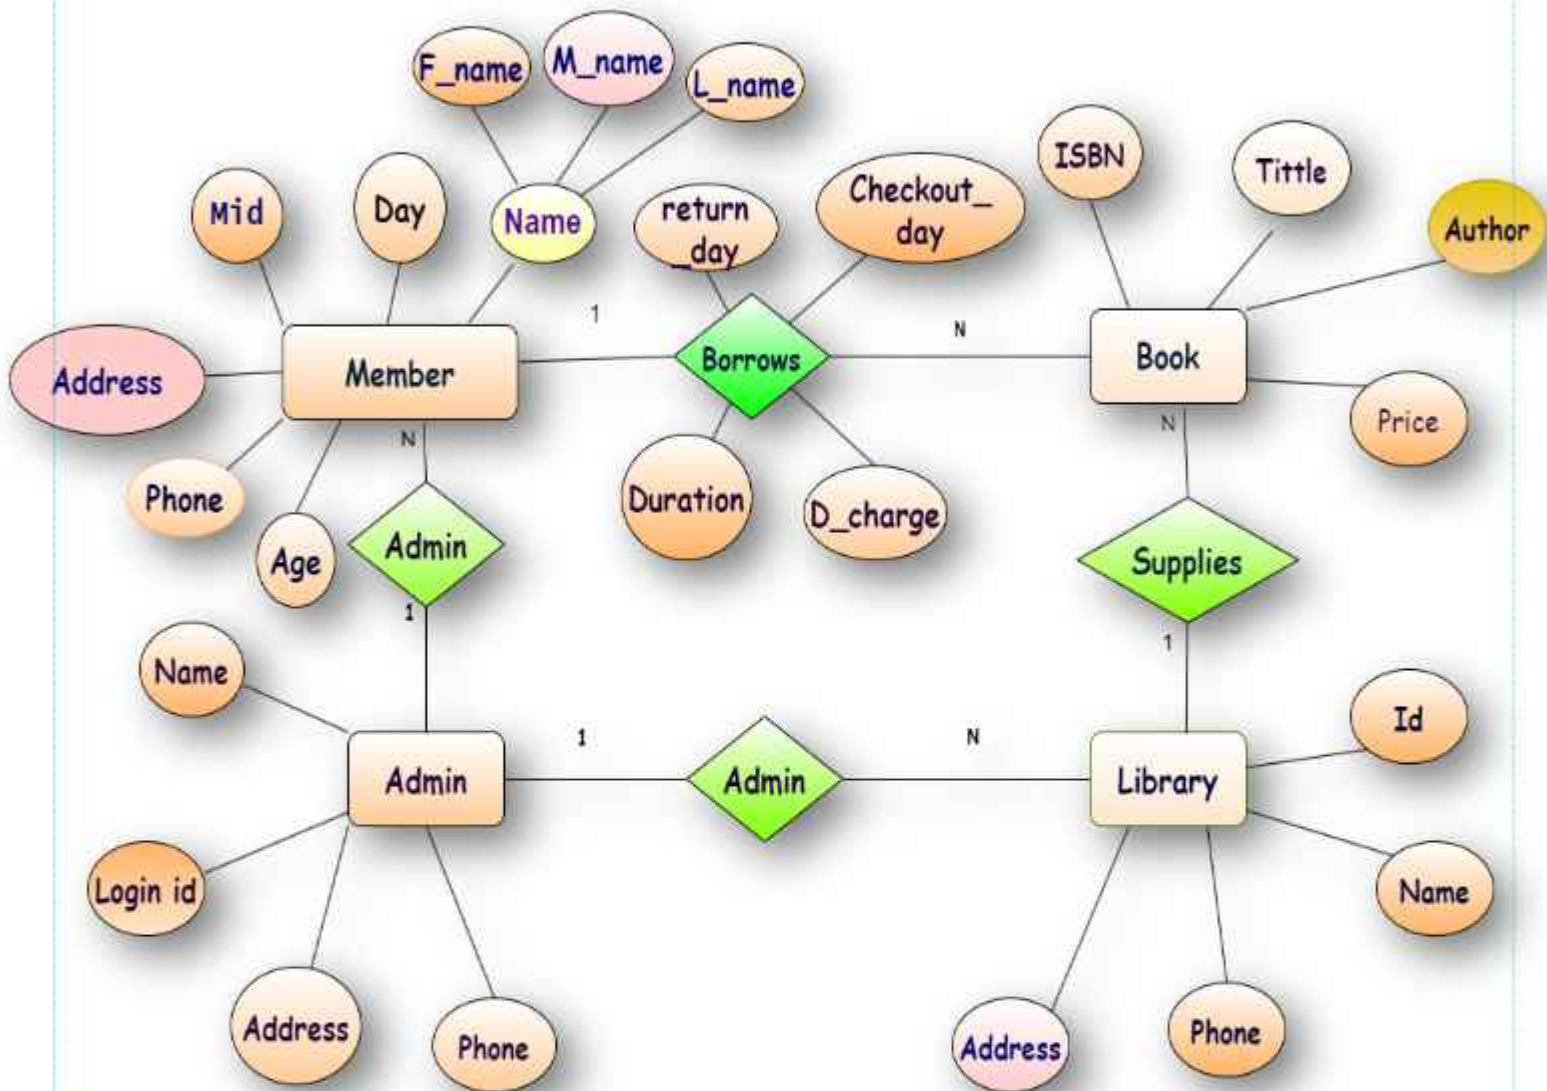 F_name
M_name
L_name
ISBN
Tittle
Author
Mid
Day
Name
return
_day
Checkout_
day
1
N
Address
Member
Borrows
Book
Price
N
N
Phone
Age
Admin
Duration
D_charge
Supplies
1
1
Name
Id
1
N
Admin
Admin
Library
Login id
Name
Address
Phone
Address
Phone